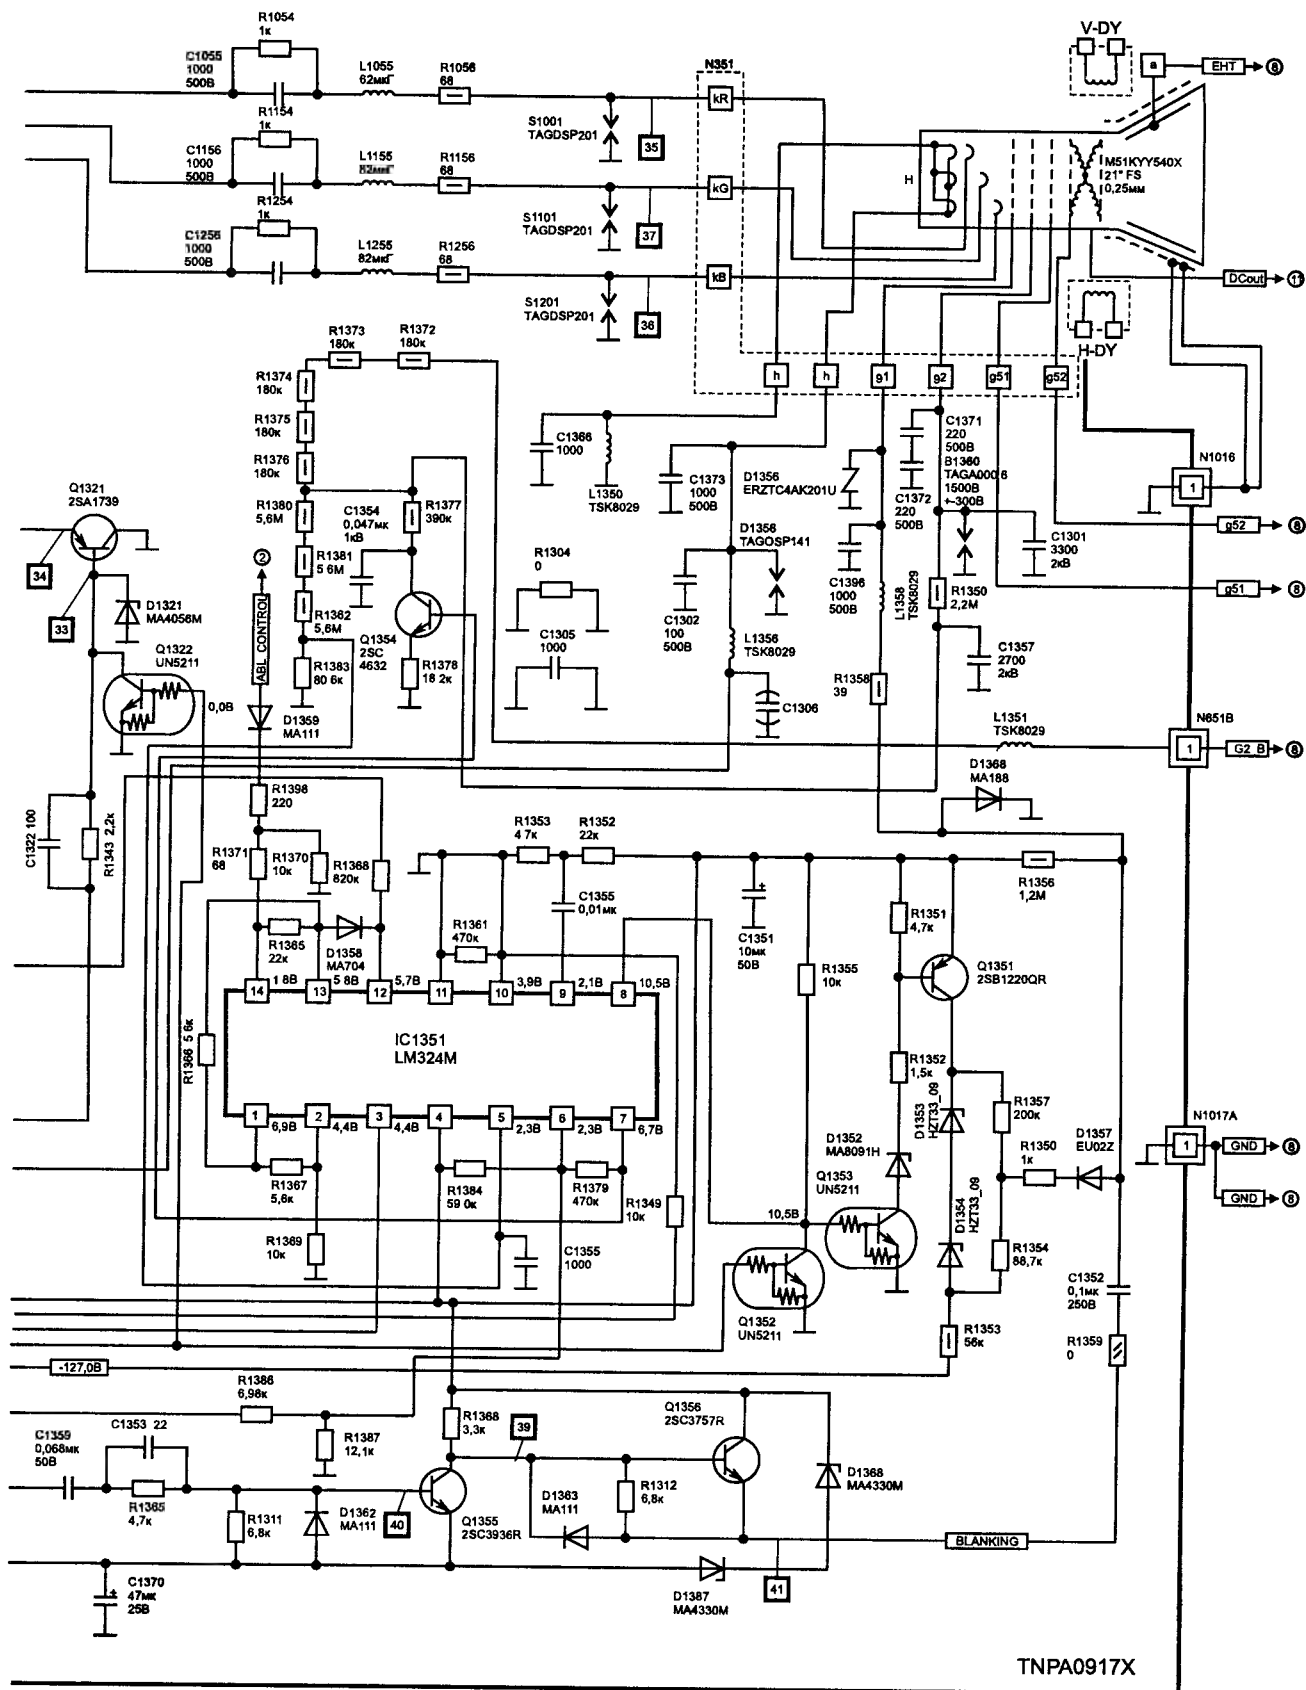 R1054
1к
C1055
1000
500В
L1055
62мкГ
R1056
68
N351
kR
V-DY
a
EHT
8
S1001
TAGDSP201
35
R1154
1к
C1156
1000
500В
L1155
82мкГ
R1156
68
kG
H
M51KYY540X
21" FS
0,25мм
S1101
TAGDSP201
37
R1254
1к
C1256
1000
500В
L1255
82мкГ
R1256
68
kB
DCout
11
S1201
TAGDSP201
36
H-DY
R1373
180к
R1372
180к
h
h
g1
g2
g51
g52
R1374
180к
R1375
180к
R1376
180к
C1366
1000
L1350
TSK8029
C1373
1000
500В
D1356
ERZTC4AK201U
C1371
220
500В
B1360
TAGA000 6
1500В
+-300В
C1372
220
500В
N1016
1
Q1321
2SA1739
R1380
5,6М
C1354
0,047мк
1кВ
R1377
390к
D1356
TAGOSP141
C1301
3300
2кВ
g52
8
34
2
R1381
5 6М
R1304
0
C1396
1000
500В
L1358
TSK8029
R1350
2,2М
g51
8
33
D1321
MA4056M
ABL CONTROL
R1362
5,6М
Q1354
2SC
4632
C1305
1000
C1302
100
500В
L1356
TSK8029
C1357
2700
2кВ
Q1322
UN5211
R1383
80 6к
R1378
18 2к
R1358
39
0,0В
D1359
MA111
C1306
L1351
TSK8029
N651B
1
G2_B
8
D1368
MA188
R1398
220
C1322 100
R1343 2,2к
R1371
68
R1370
10к
R1368
820к
R1353
4 7к
R1352
22к
R1356
1,2М
C1355
0,01мк
R1365
22к
D1358
MA704
R1361
470к
C1351
10мк
50В
R1351
4,7к
Q1351
2SB1220QR
R1355
10к
14
1 8В
13
5 8В
12
5,7В
11
10
3,9В
9
2,1В
8
10,5В
IC1351
LM324M
R1366 5 6к
R1352
1,5к
1
6,9В
2
4,4В
3
4,4В
4
5
2,3В
6
2,3В
7
6,7В
D1353
HZT33_09
R1357
200к
N1017A
1
GND
8
D1352
MA8091H
R1350
1к
D1357
EU02Z
R1367
5,6к
R1384
59 0к
R1379
470к
R1349
10к
Q1353
UN5211
D1354
HZT33_09
GND
8
10,5В
R1369
10к
C1355
1000
R1354
88,7к
C1352
0,1мк
250В
Q1352
UN5211
R1353
56к
R1359
0
-127,0В
R1386
6,98к
C1353 22
C1359
0,068мк
50В
R1387
12,1к
R1368
3,3к
39
Q1356
2SC3757R
D1368
MA4330M
R1365
4,7к
R1311
6,8к
D1362
MA111
40
Q1355
2SC3936R
D1363
MA111
R1312
6,8к
BLANKING
C1370
47мк
25В
D1387
MA4330M
41
TNPA0917X